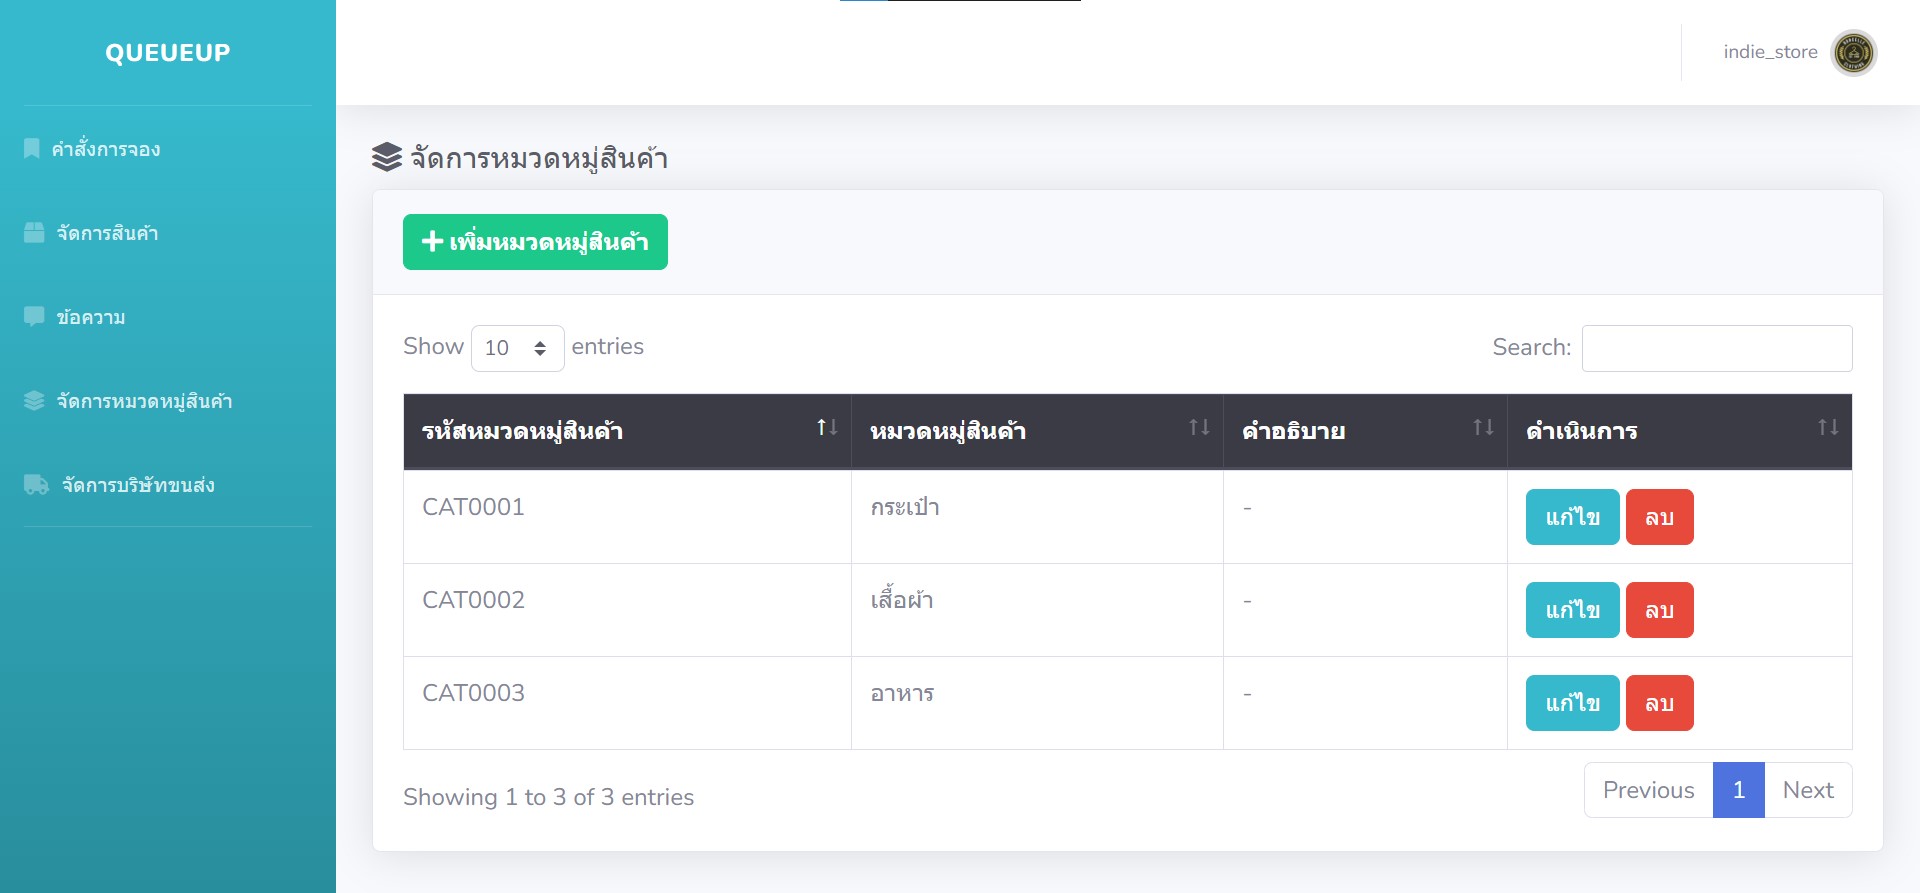 QUEUEUP
indie_store
คำสั่งการจอง
จัดการสินค้า
ข้อความ
จัดการหมวดหมู่สินค้า
จัดการบริษัทขนส่ง
จัดการหมวดหมู่สินค้า
เพิ่มหมวดหมู่สินค้า
Show 10 entries
Search:
รหัสหมวดหมู่สินค้า หมวดหมู่สินค้า คำอธิบาย ดำเนินการ
CAT0001 กระเป๋า - แก้ไข ลบ
CAT0002 เสื้อผ้า - แก้ไข ลบ
CAT0003 อาหาร - แก้ไข ลบ
Showing 1 to 3 of 3 entries
Previous 1 Next